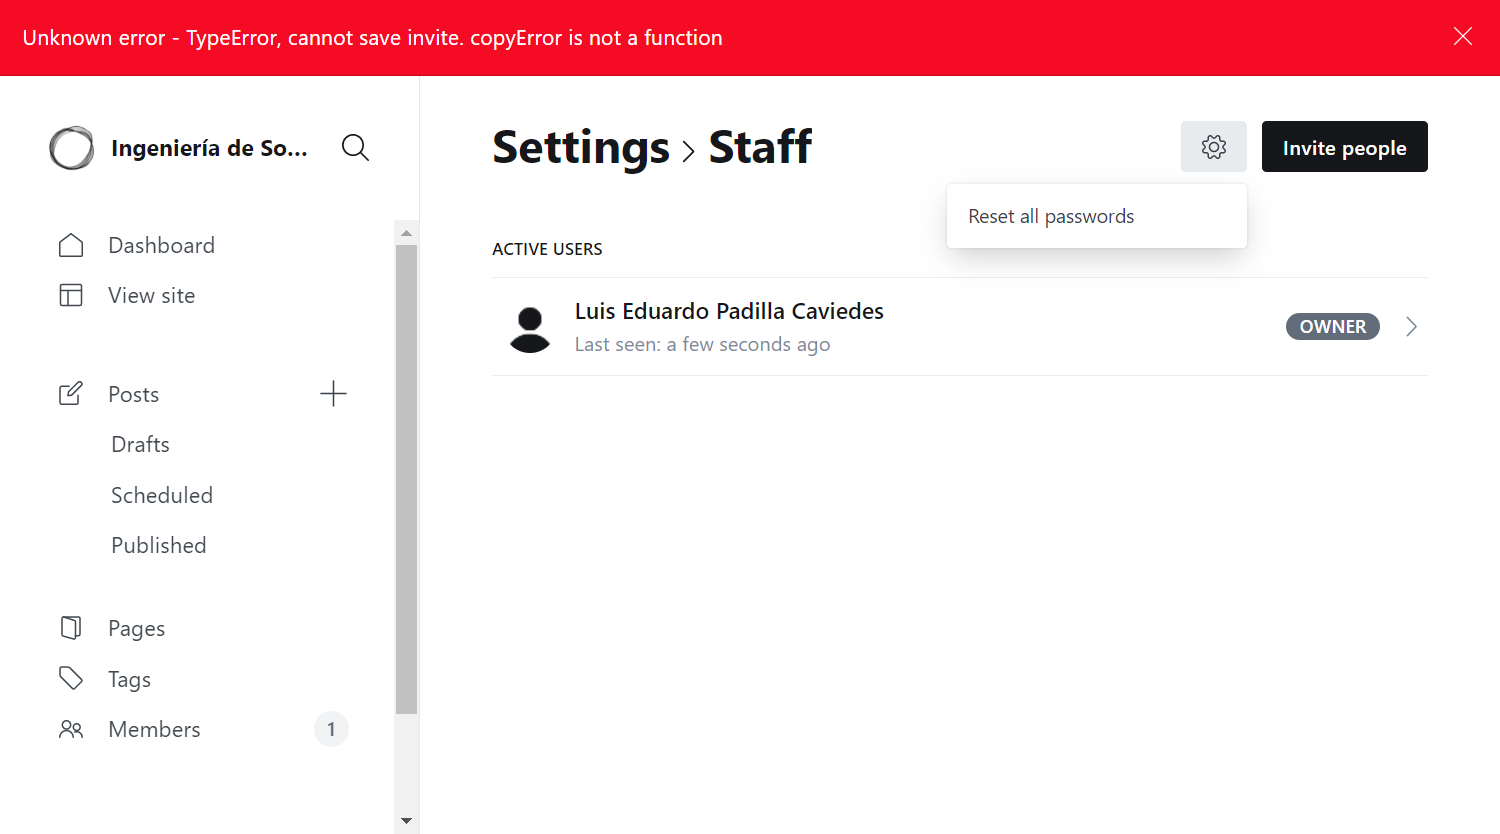 Unknown error - TypeError, cannot save invite. copyError is not a function
Ingeniería de So...
Dashboard
View site
Posts
Drafts
Scheduled
Published
Pages
Tags
Members
1
Settings > Staff
Invite people
Reset all passwords
ACTIVE USERS
Luis Eduardo Padilla Caviedes
Last seen: a few seconds ago
OWNER